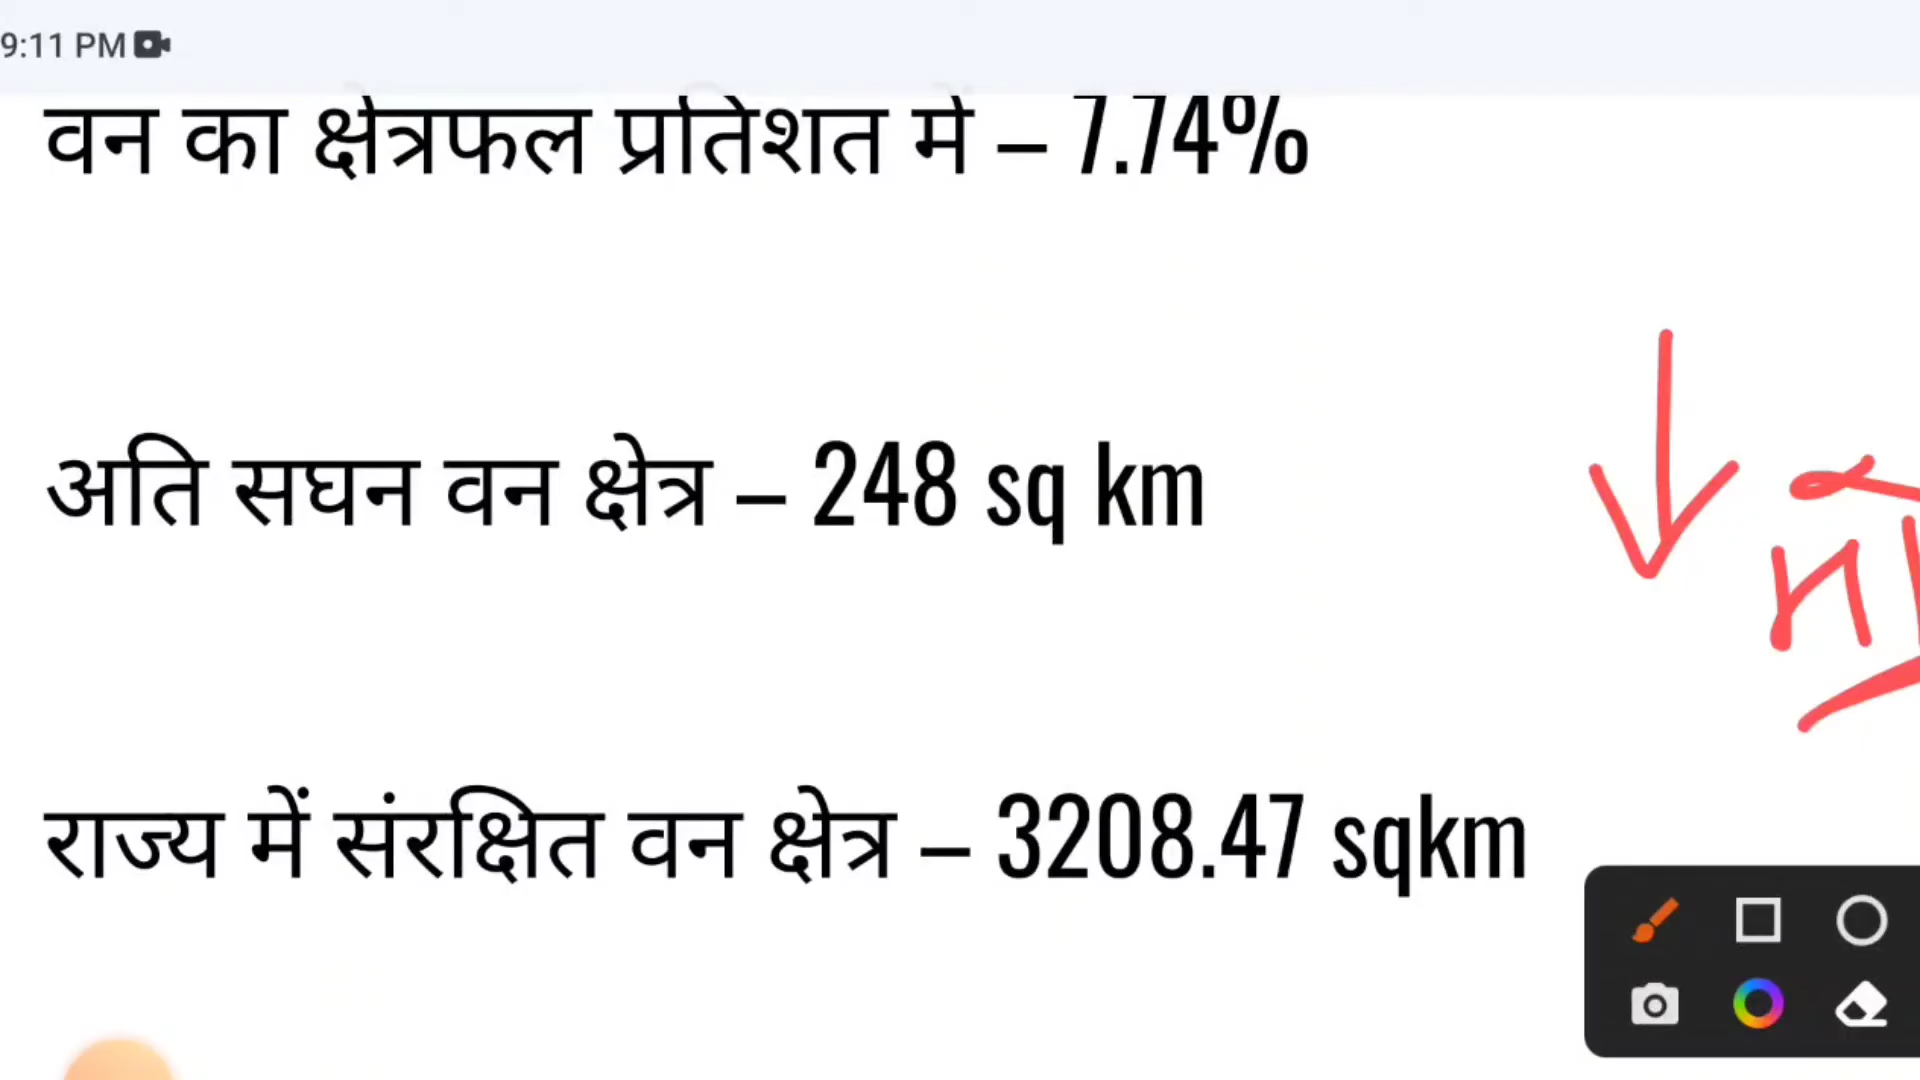 9:11 PM
वन का क्षेत्रफल प्रतिशत में – 7.74%
अति सघन वन क्षेत्र – 248 sq km
राज्य में संरक्षित वन क्षेत्र – 3208.47 sqkm